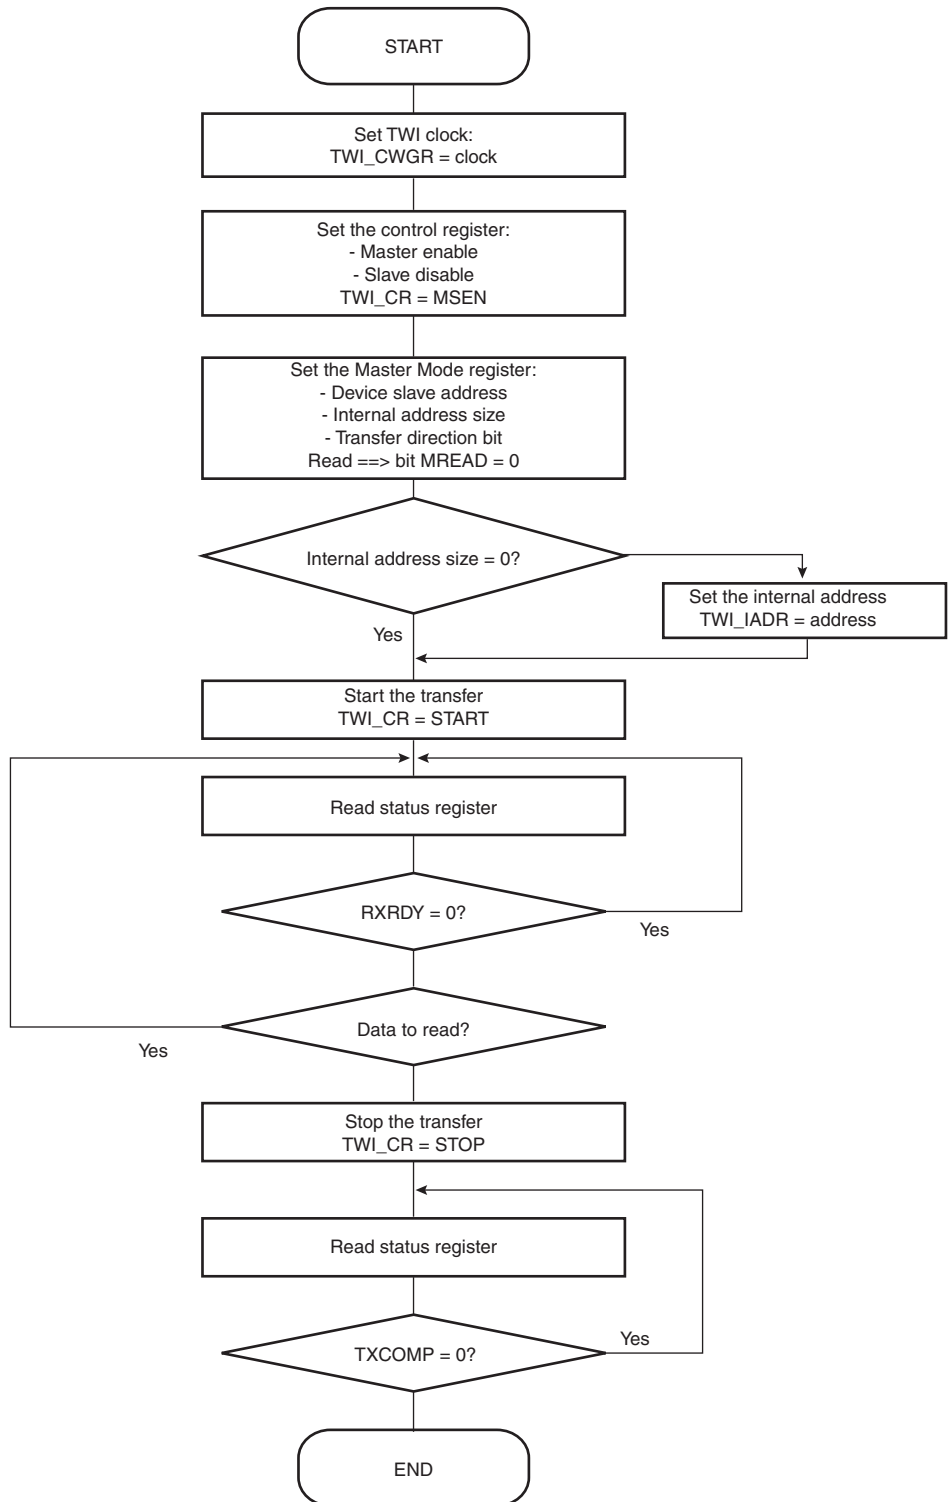 START
Set TWI clock:
TWI_CWGR = clock
Set the control register:
- Master enable
- Slave disable
TWI_CR = MSEN
Set the Master Mode register:
- Device slave address
- Internal address size
- Transfer direction bit
Read ==> bit MREAD = 0
Internal address size = 0?
Set the internal address
TWI_IADR = address
Yes
Start the transfer
TWI_CR = START
Read status register
RXRDY = 0?
Yes
Data to read?
Yes
Stop the transfer
TWI_CR = STOP
Read status register
TXCOMP = 0?
Yes
END